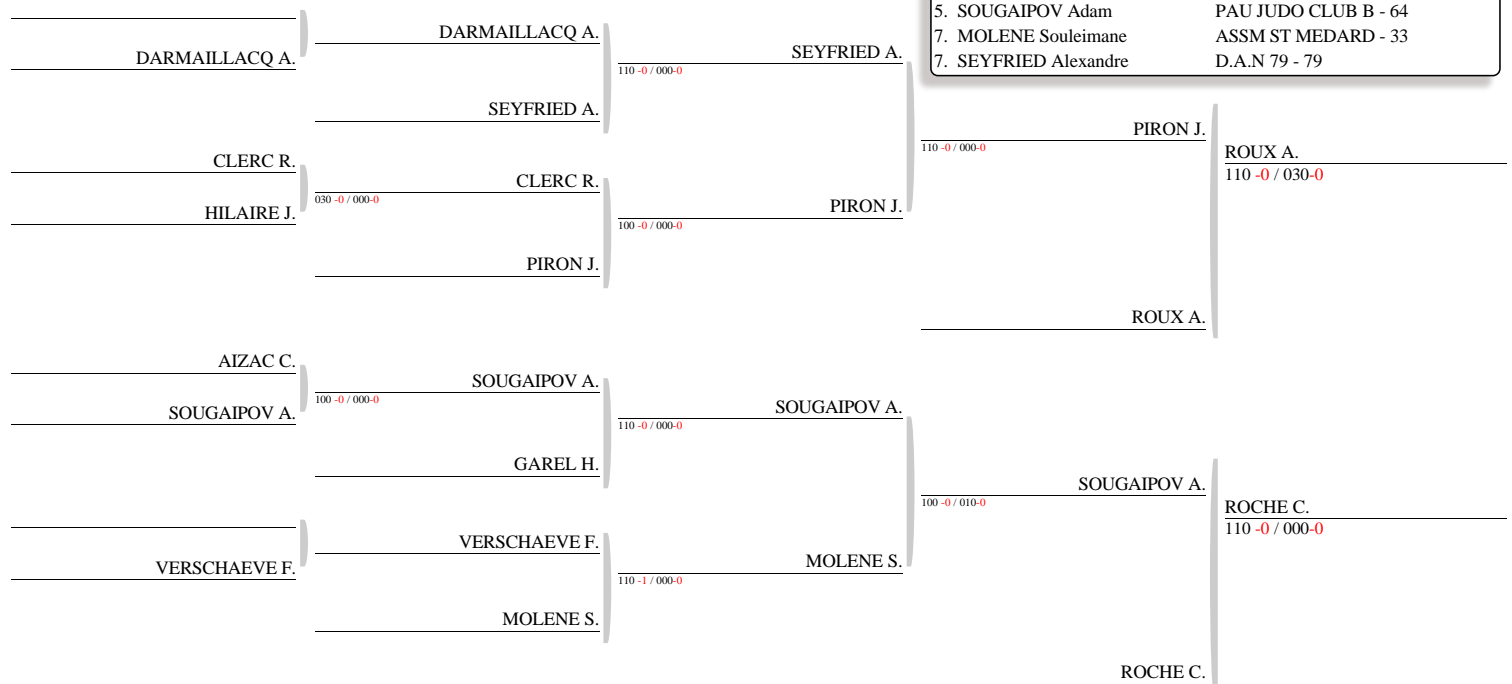 5. SOUGAIPOV Adam PAU JUDO CLUB B - 64
7. MOLENE Souleimane ASSM ST MEDARD - 33
7. SEYFRIED Alexandre D.A.N 79 - 79
DARMAILLACQ A.
CLERC R.
HILAIRE J.
AIZAC C.
SOUGAIPOV A.
VERSCHAEVE F.
DARMAILLACQ A.
SEYFRIED A.
CLERC R.
030 -0 / 000-0
PIRON J.
SOUGAIPOV A.
100 -0 / 000-0
GAREL H.
VERSCHAEVE F.
MOLENE S.
SEYFRIED A.
110 -0 / 000-0
PIRON J.
100 -0 / 000-0
SOUGAIPOV A.
110 -0 / 000-0
MOLENE S.
110 -1 / 000-0
PIRON J.
110 -0 / 000-0
ROUX A.
SOUGAIPOV A.
100 -0 / 010-0
ROCHE C.
ROUX A.
110 -0 / 030-0
ROCHE C.
110 -0 / 000-0